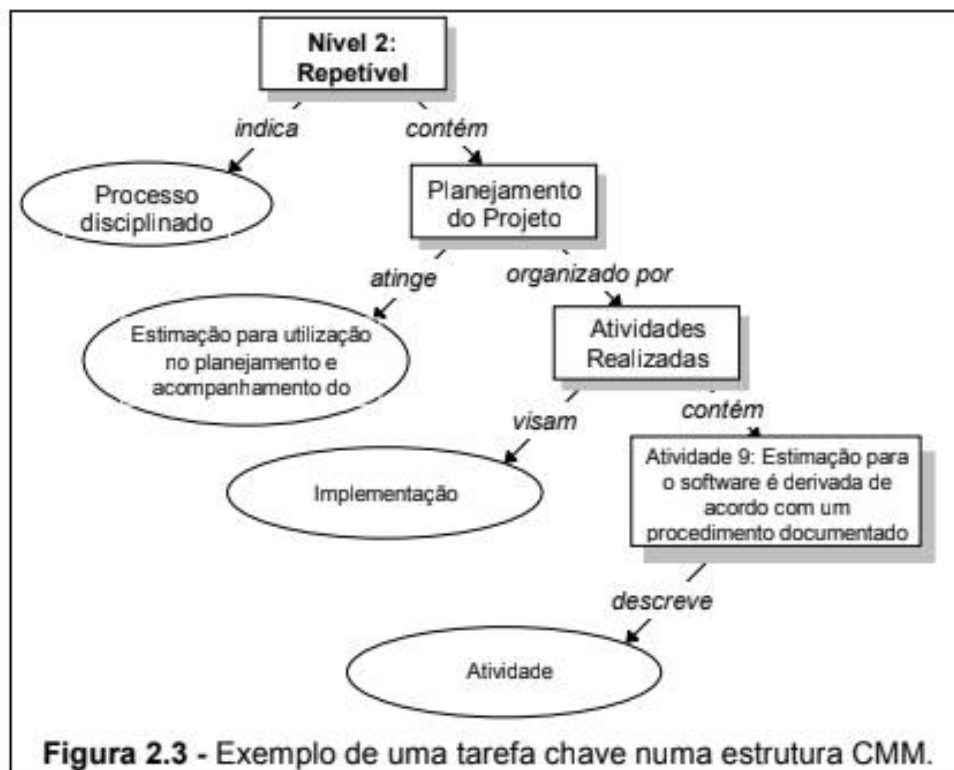 Nível 2:
Repetível
indica
contém
Processo
disciplinado
Planejamento
do Projeto
atinge
organizado por
Estimação para utilização
no planejamento e
acompanhamento do
Atividades
Realizadas
visam
contém
Implementação
Atividade 9: Estimação para
o software é derivada de
acordo com um
procedimento documentado
descreve
Atividade
Figura 2.3 - Exemplo de uma tarefa chave numa estrutura CMM.